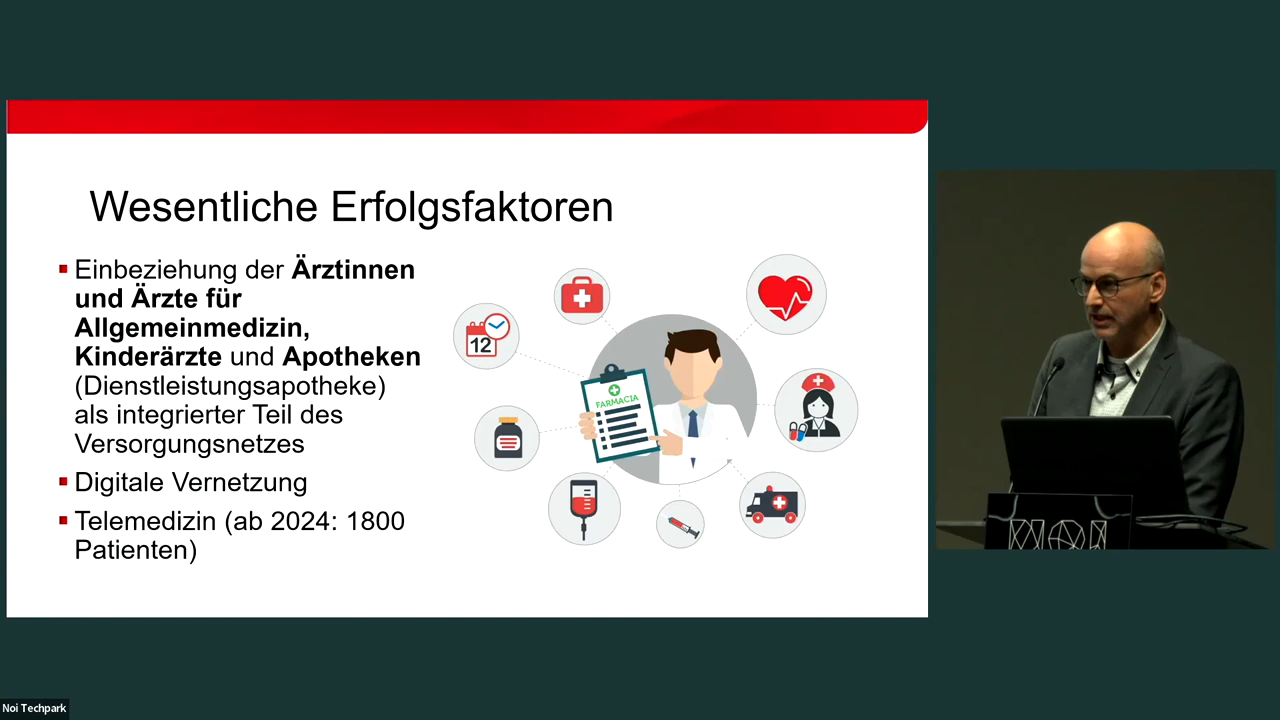 Wesentliche Erfolgsfaktoren
Einbeziehung der Ärztinnen
und Ärzte für
Allgemeinmedizin,
Kinderärzte und Apotheken
(Dienstleistungsapotheke)
als integrierter Teil des
Versorgungsnetzes
Digitale Vernetzung
Telemedizin (ab 2024: 1800
Patienten)
12
FARMACIA
NOI
Noi Techpark